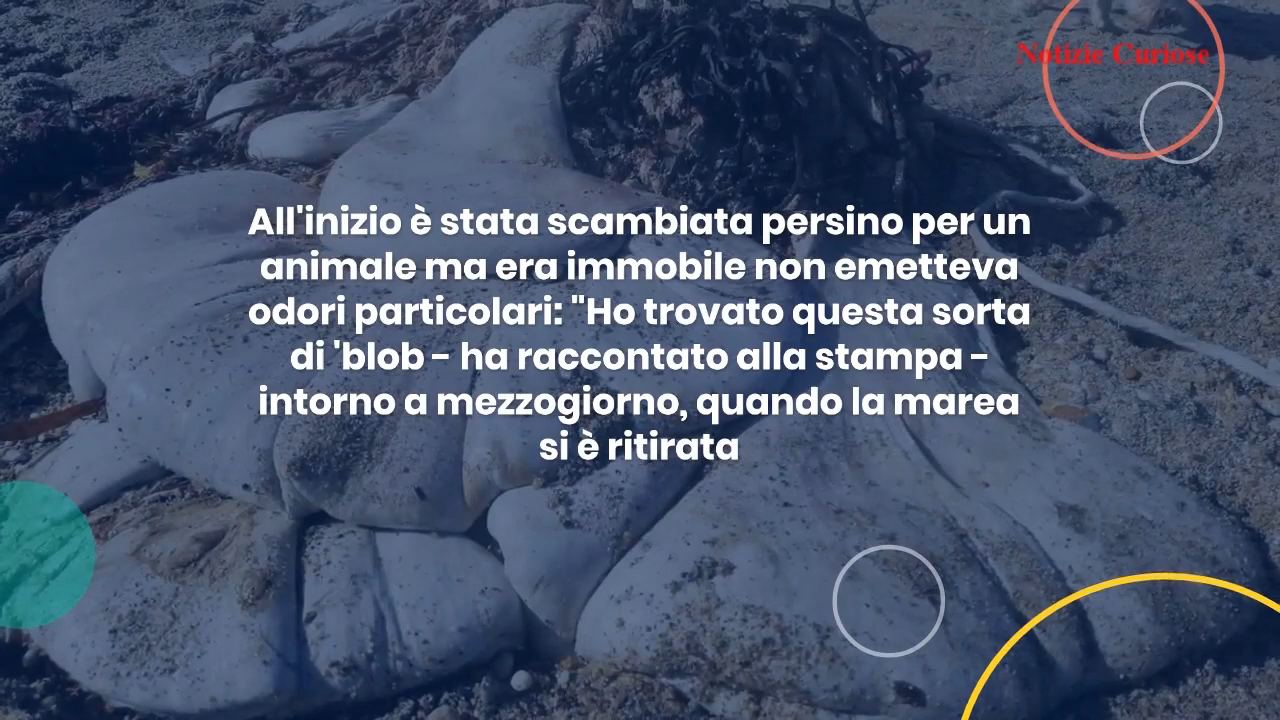 Notizie Curiose
All'inizio è stata scambiata persino per un
animale ma era immobile non emetteva
odori particolari: "Ho trovato questa sorta
di 'blob - ha raccontato alla stampa -
intorno a mezzogiorno, quando la marea
si è ritirata